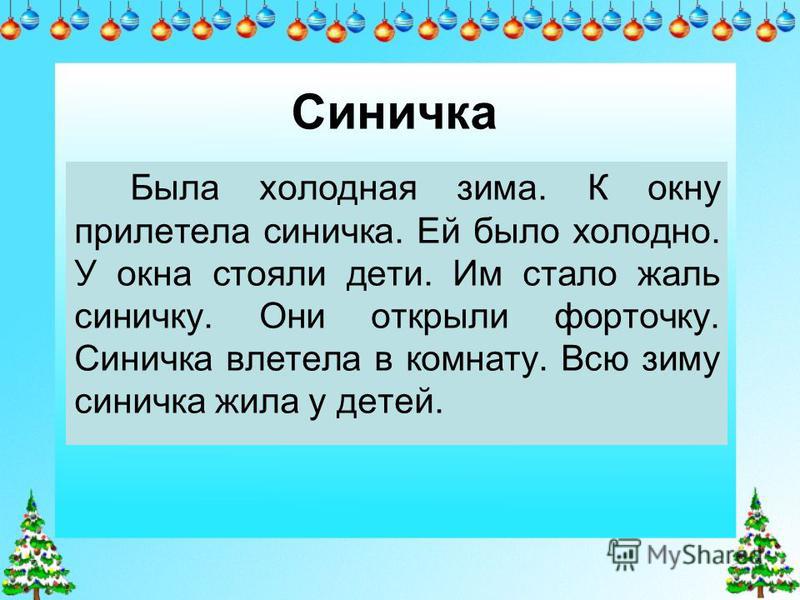 Синичка
Была холодная зима. К окну
прилетела синичка. Ей было холодно.
У окна стояли дети. Им стало жаль
синичку. Они открыли форточку.
Синичка влетела в комнату. Всю зиму
синичка жила у детей.
MyShared